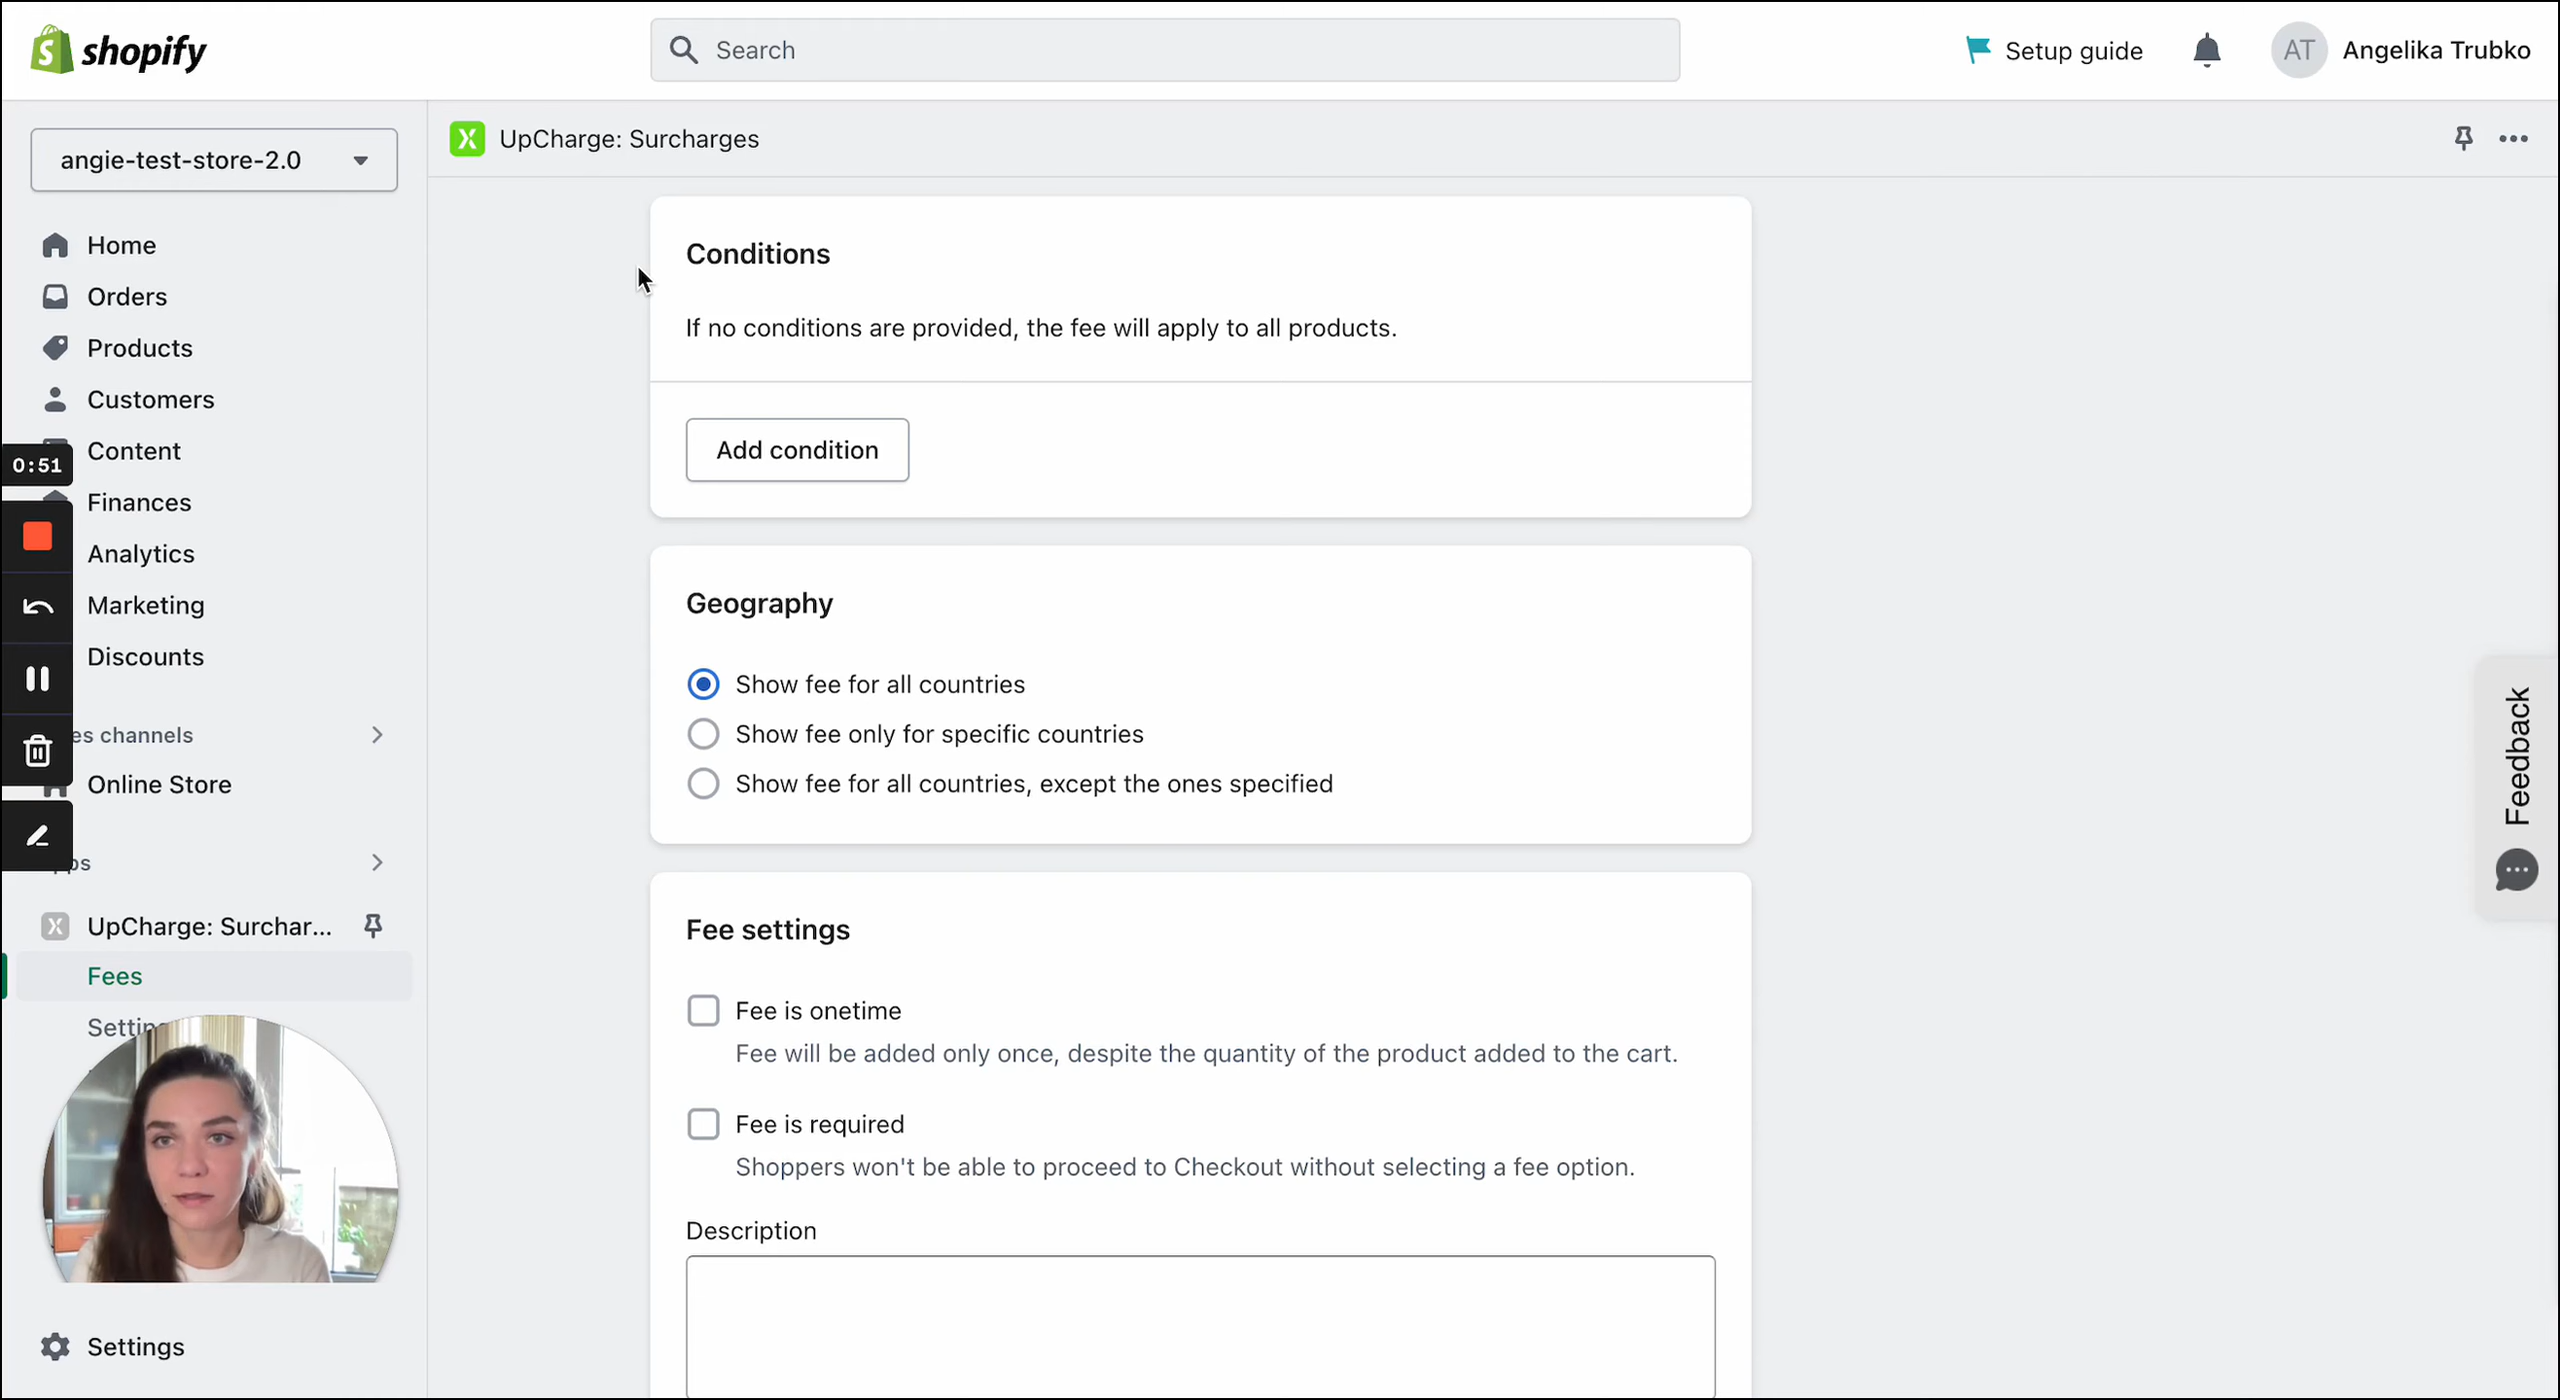 shopify
Search
Setup guide
AT
Angelika Trubko
angie-test-store-2.0
UpCharge: Surcharges
Home
Orders
Products
Customers
Content
Finances
Analytics
Marketing
Discounts
0:51
es channels
Online Store
ps
UpCharge: Surchar...
Fees
Settin
Settings
Conditions
If no conditions are provided, the fee will apply to all products.
Add condition
Geography
Show fee for all countries
Show fee only for specific countries
Show fee for all countries, except the ones specified
Fee settings
Fee is onetime
Fee will be added only once, despite the quantity of the product added to the cart.
Fee is required
Shoppers won't be able to proceed to Checkout without selecting a fee option.
Description
Feedback